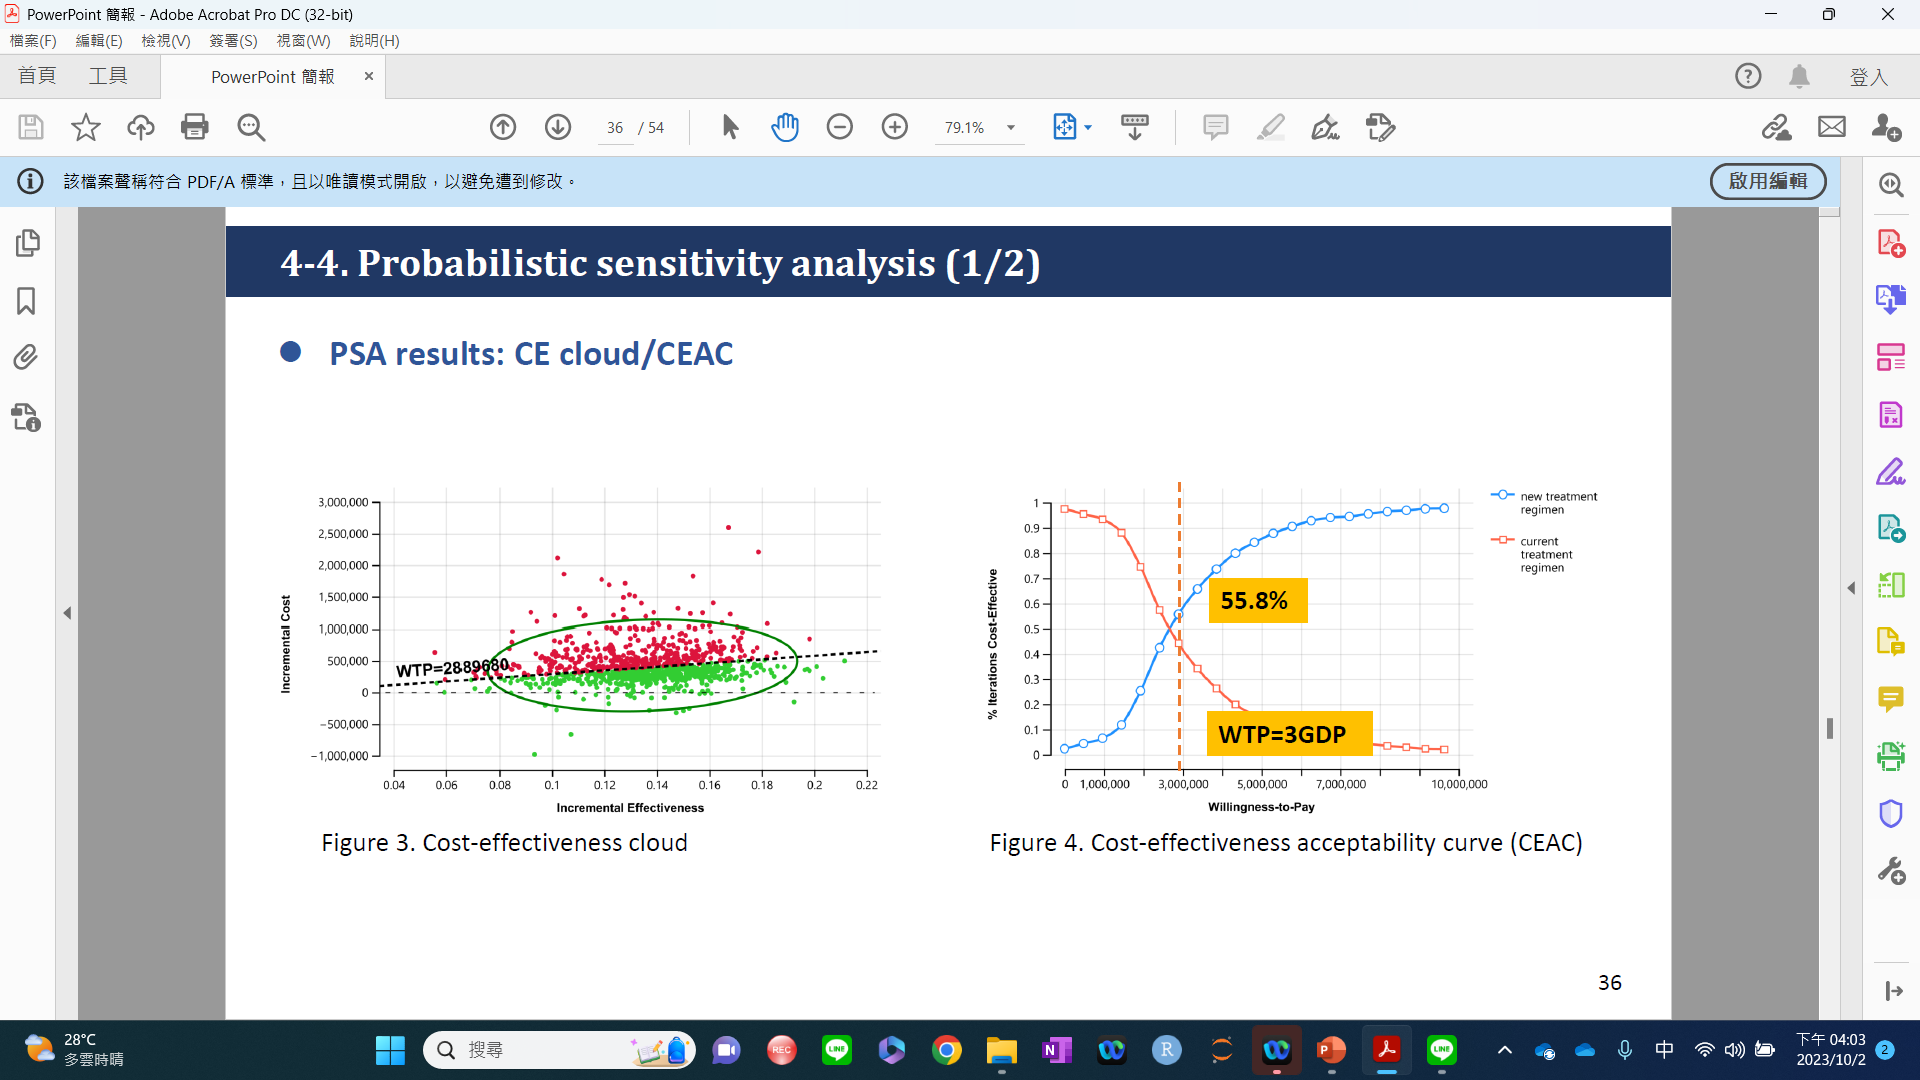 PowerPoint 簡報 - Adobe Acrobat Pro DC (32-bit)
檔案(F) 編輯(E) 檢視(V) 簽署(S) 視窗(W) 說明(H)
首頁 工具 PowerPoint 簡報 × 登入
36 / 54 79.1%
該檔案聲稱符合 PDF/A 標準，且以唯讀模式開啟，以避免遭到修改。 啟用編輯
4-4. Probabilistic sensitivity analysis (1/2)
PSA results: CE cloud/CEAC
Incremental Cost
3,000,000
2,500,000
2,000,000
1,500,000
1,000,000
500,000
0
−500,000
−1,000,000
WTP=2889680
0.04 0.06 0.08 0.1 0.12 0.14 0.16 0.18 0.2 0.22
Incremental Effectiveness
Figure 3. Cost-effectiveness cloud
% Iterations Cost-Effective
1
0.9
0.8
0.7
0.6
0.5
0.4
0.3
0.2
0.1
0
55.8%
WTP=3GDP
new treatment
regimen
current
treatment
regimen
0 1,000,000 3,000,000 5,000,000 7,000,000 10,000,000
Willingness-to-Pay
Figure 4. Cost-effectiveness acceptability curve (CEAC)
36
28°C
多雲時晴
搜尋
REC
LINE
N
R
P
LINE
中
下午 04:03
2023/10/2
2